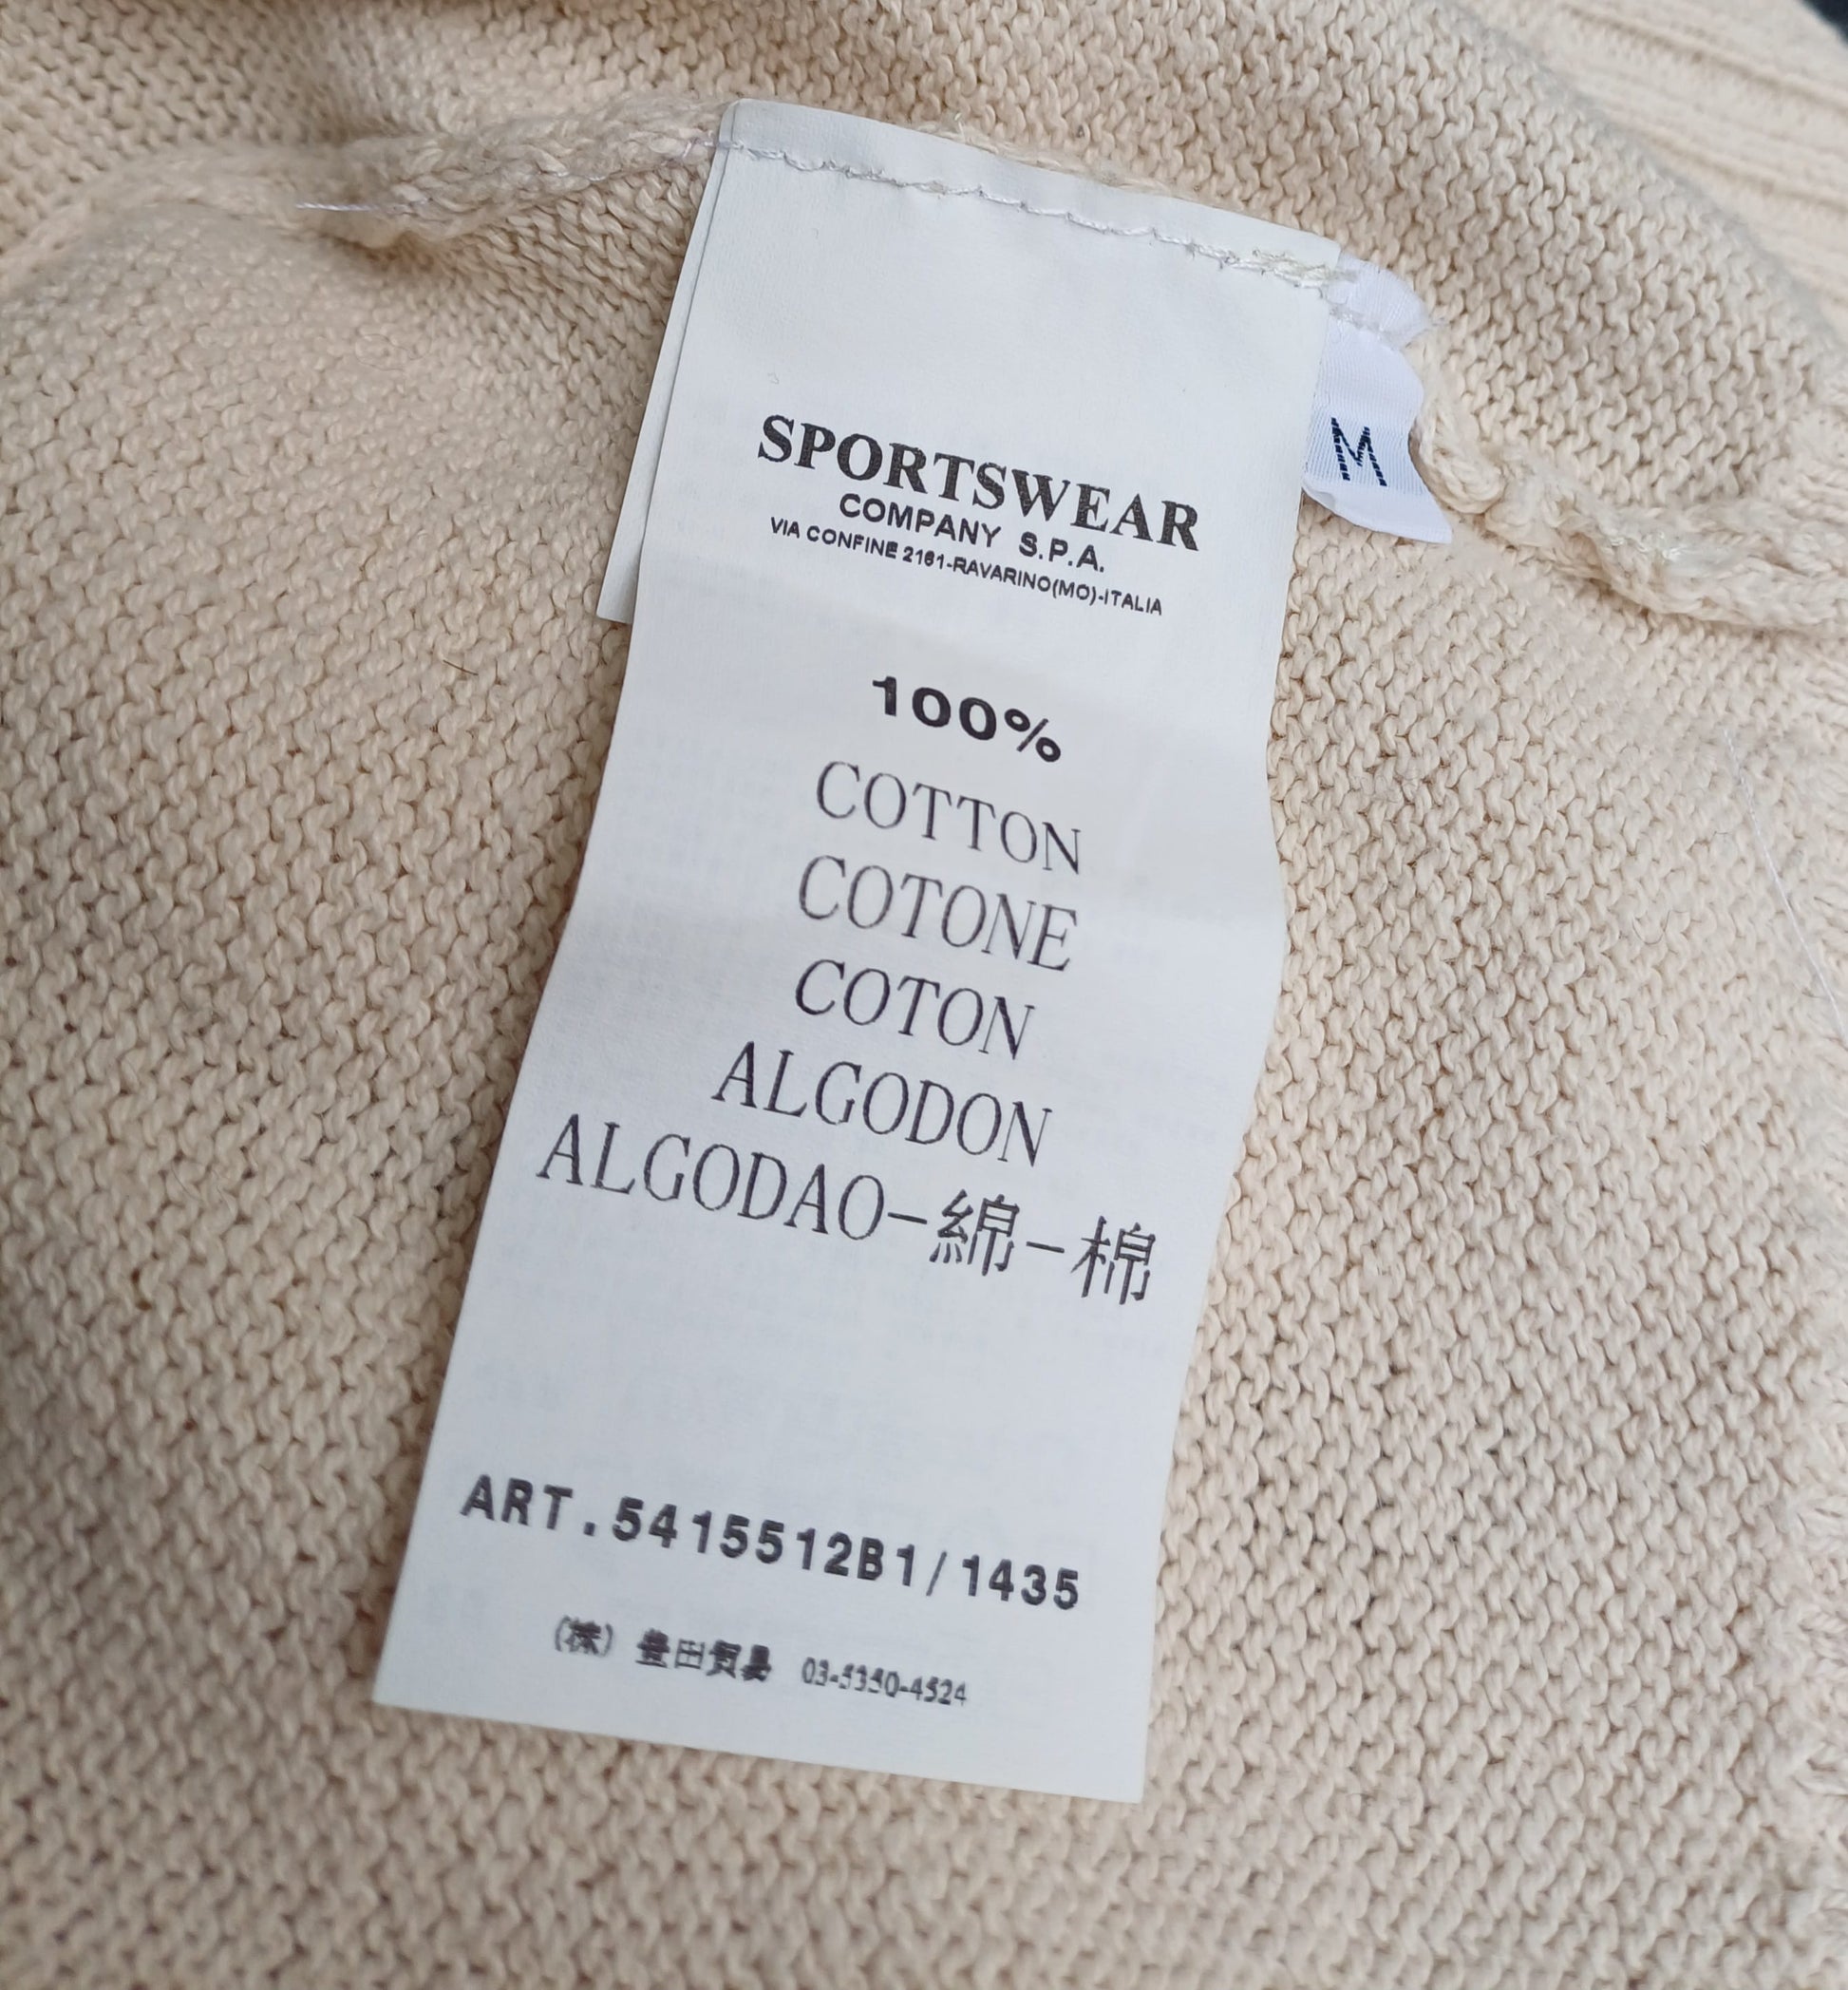 SPORTSWEAR
COMPANY S.P.A.
VIA CONFINE 2161-RAVARINO(MO)-ITALIA
M
100%
COTTON
COTONE
COTON
ALGODON
ALGODAO-綿-棉
ART.5415512B1/1435
(株) 豊田貿易 03-5350-4524